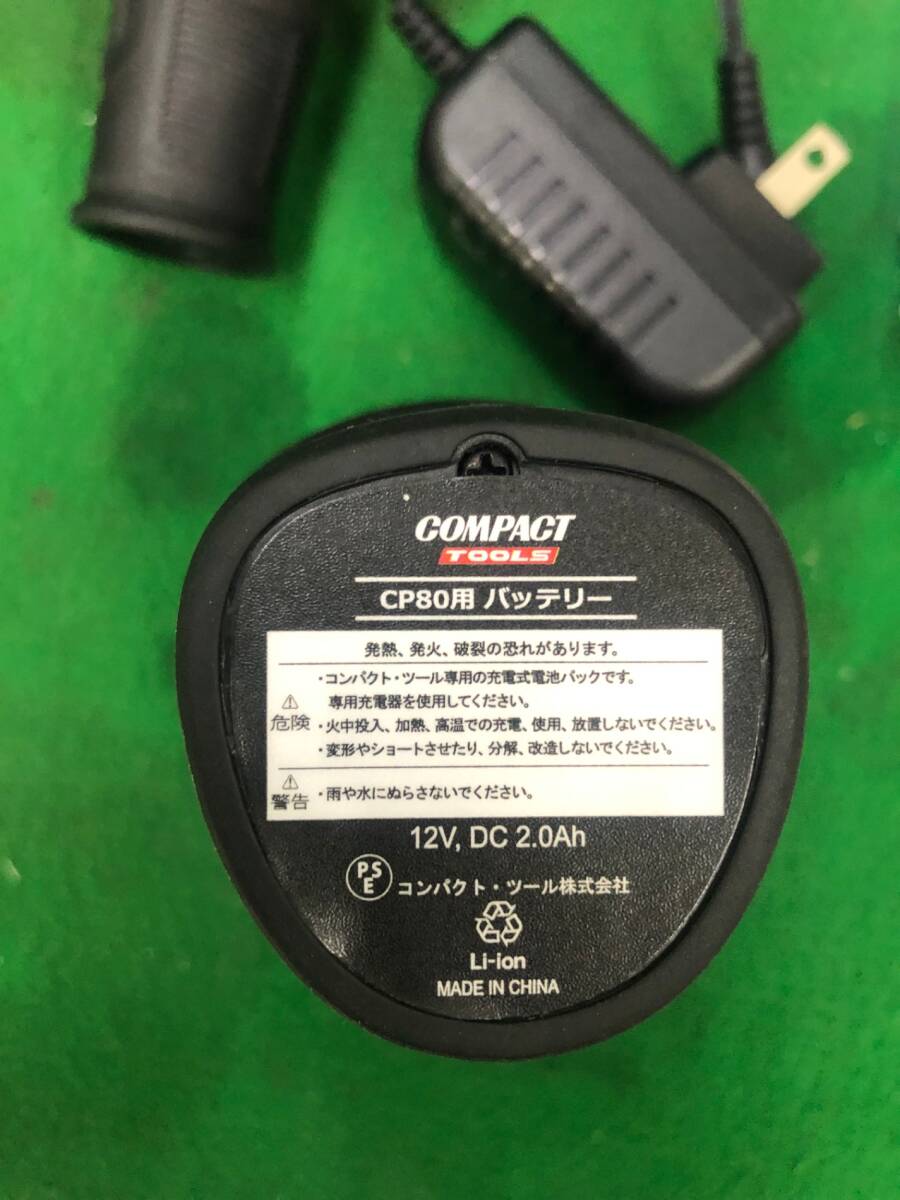 COMPACT
TOOLS
CP80用 バッテリー
発熱、発火、破裂の恐れがあります。
⚠
危険
・コンパクト・ツール専用の充電式電池パックです。
専用充電器を使用してください。
・火中投入、加熱、高温での充電、使用、放置しないでください。
・変形やショートさせたり、分解、改造しないでください。
⚠
警告
・雨や水にぬらさないでください。
12V, DC 2.0Ah
PSE コンパクト・ツール株式会社
Li-ion
MADE IN CHINA